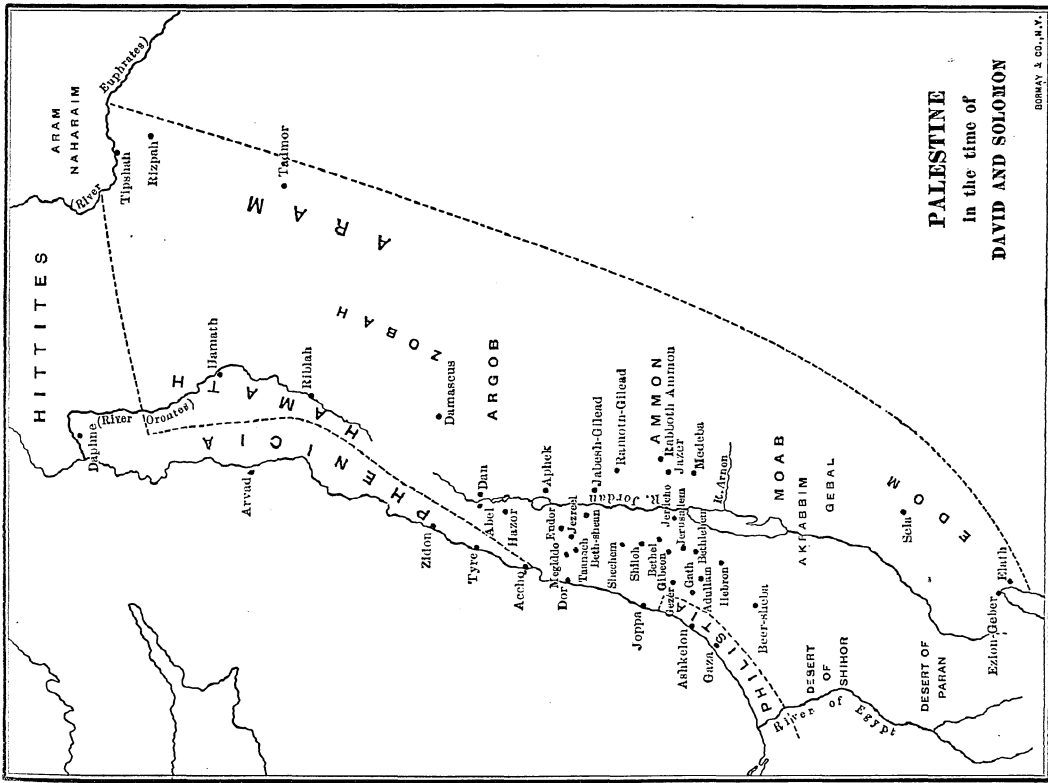 PALESTINE
in the time of
DAVID AND SOLOMON
HITTITES
ARAM
NAHARAIM
(River
Euphrates)
Tipshah
Rizpah
Tadmor
ARAM
ZOBAH
Daphne
(River
Orontes)
Hamath
HAMATH
Riblah
PHENICIA
Arvad
Damascus
ARGOB
Zidon
Tyre
Accho
Dan
Abel
Hazor
Aphek
Endor
Jezreel
Megiddo
Dor
Taanach
Beth-shean
Jabesh-Gilead
Ramoth-Gilead
R. Jordan
Shechem
Shiloh
Bethel
Gibeon
Gezer
Joppa
AMMON
Rabboth Ammon
Jazer
Jericho
Jerusalem
Medeba
Gath
Bethlehem
Adullam
Hebron
Ashkelon
Gaza
PHILISTIA
R. Arnon
MOAB
Beer-sheba
AKRABBIM
GEBAL
DESERT
OF
SHIHOR
River of Egypt
Sela
EDOM
DESERT OF
PARAN
Ezion-Geber
Elath
BORMAY & CO., N.Y.